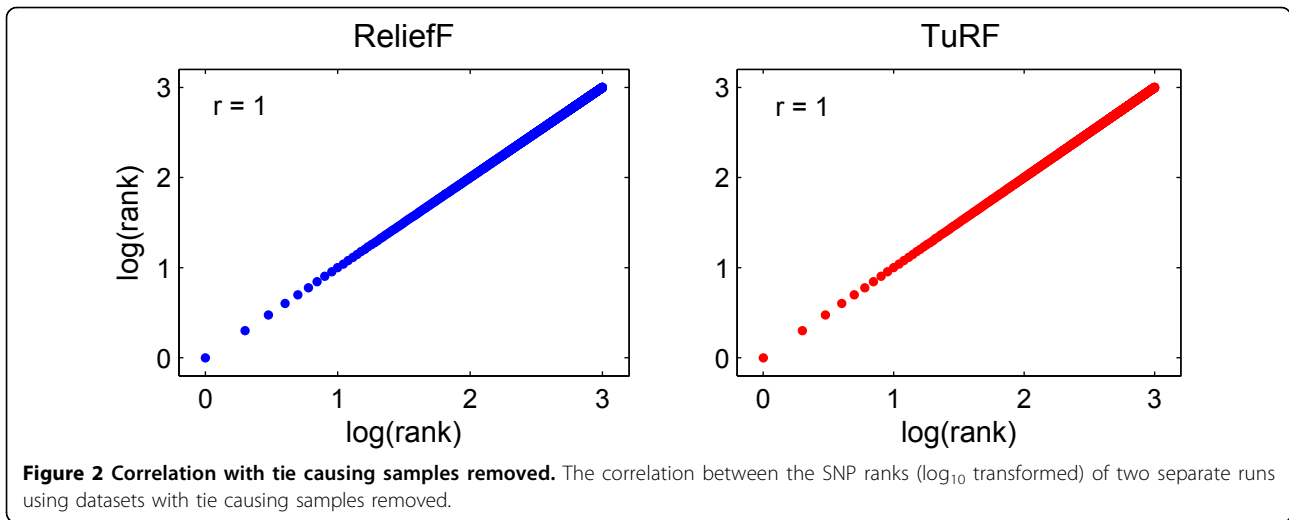 ReliefF
r = 1
log(rank)
3
2
1
0
0 1 2 3
log(rank)
TuRF
r = 1
3
2
1
0
0 1 2 3
log(rank)
Figure 2 Correlation with tie causing samples removed. The correlation between the SNP ranks (log₁₀ transformed) of two separate runs
using datasets with tie causing samples removed.